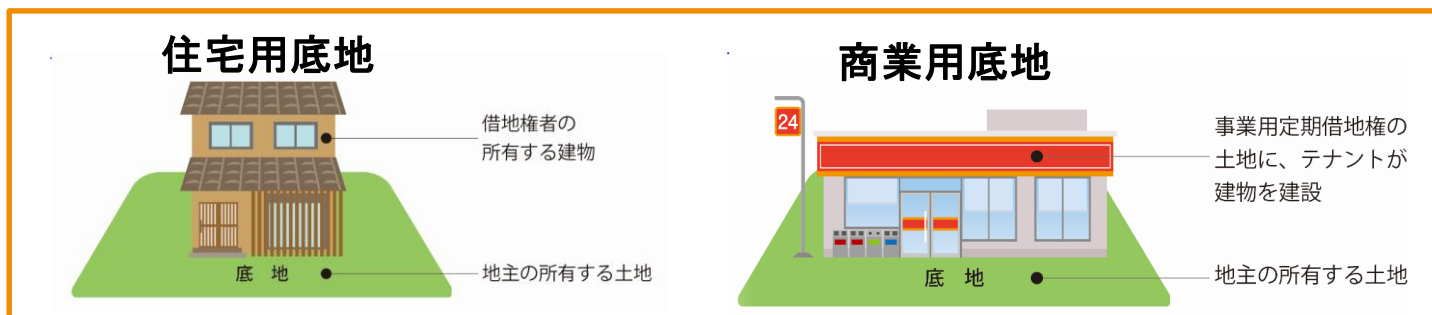 住宅用底地
借地権者の
所有する建物
底 地
地主の所有する土地
商業用底地
24
事業用定期借地権の
土地に、テナントが
建物を建設
底 地
地主の所有する土地